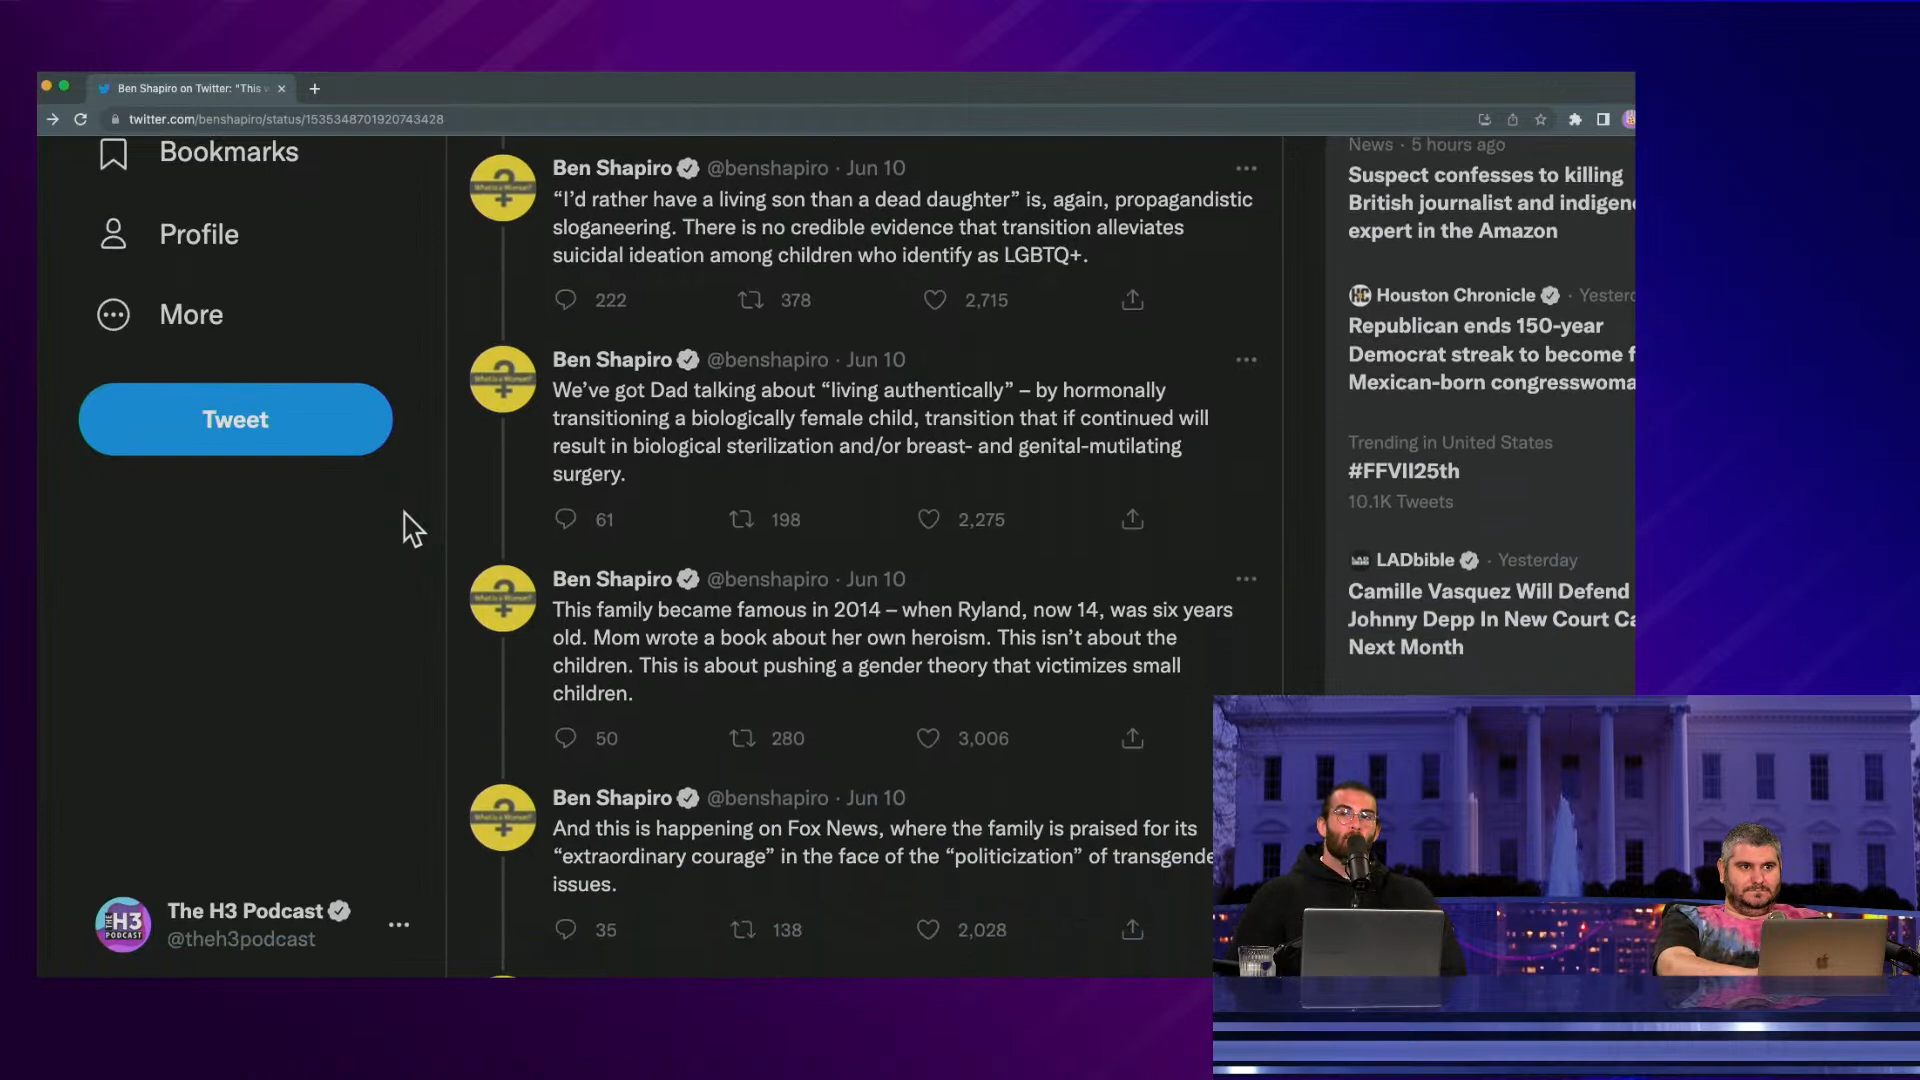 Ben Shapiro on Twitter: "This
twitter.com/benshapiro/status/1535348701920743428
Bookmarks
Profile
More
Tweet
The H3 Podcast
@theh3podcast
H3
PODCAST
Ben Shapiro @benshapiro · Jun 10
“I’d rather have a living son than a dead daughter” is, again, propagandistic
sloganeering. There is no credible evidence that transition alleviates
suicidal ideation among children who identify as LGBTQ+.
222 378 2,715
Ben Shapiro @benshapiro · Jun 10
We’ve got Dad talking about “living authentically” – by hormonally
transitioning a biologically female child, transition that if continued will
result in biological sterilization and/or breast- and genital-mutilating
surgery.
61 198 2,275
Ben Shapiro @benshapiro · Jun 10
This family became famous in 2014 – when Ryland, now 14, was six years
old. Mom wrote a book about her own heroism. This isn’t about the
children. This is about pushing a gender theory that victimizes small
children.
50 280 3,006
Ben Shapiro @benshapiro · Jun 10
And this is happening on Fox News, where the family is praised for its
“extraordinary courage” in the face of the “politicization” of transgende
issues.
35 138 2,028
News · 5 hours ago
Suspect confesses to killing
British journalist and indigen
expert in the Amazon
Houston Chronicle · Yesterd
Republican ends 150-year
Democrat streak to become f
Mexican-born congresswoma
Trending in United States
#FFVII25th
10.1K Tweets
LADbible · Yesterday
Camille Vasquez Will Defend
Johnny Depp In New Court Ca
Next Month